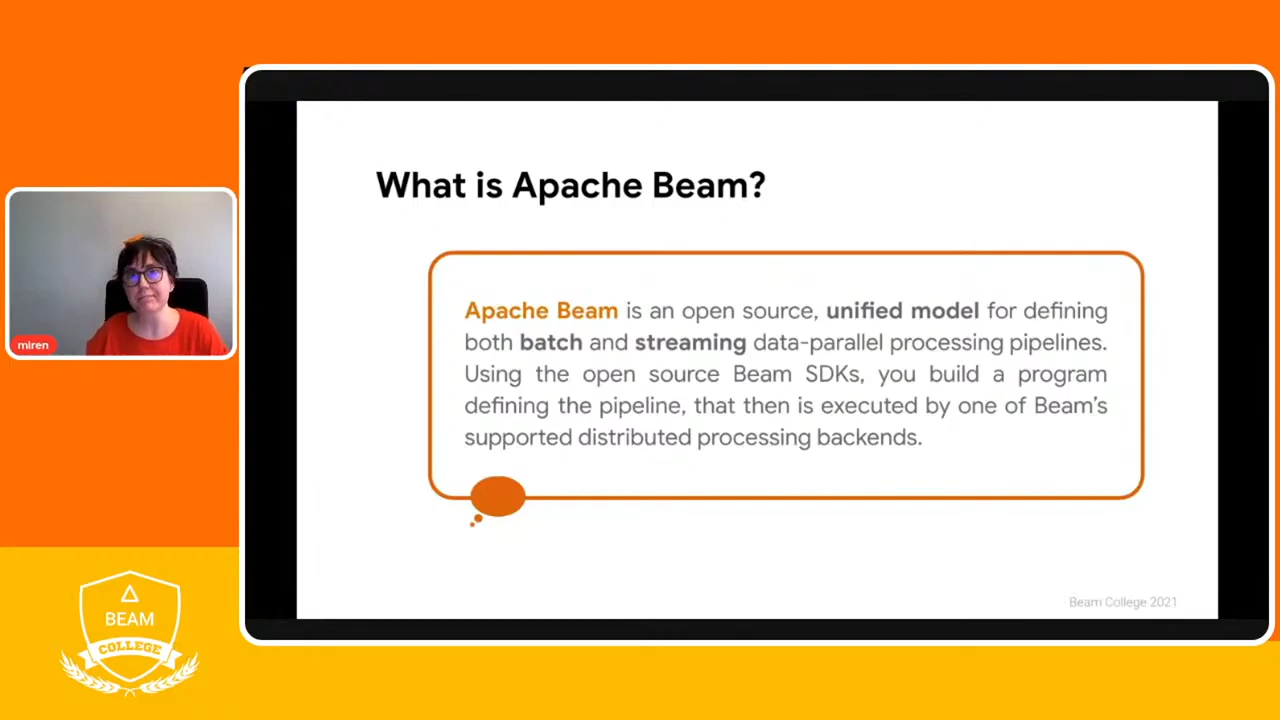 What is Apache Beam?
Apache Beam is an open source, unified model for defining
both batch and streaming data-parallel processing pipelines.
Using the open source Beam SDKs, you build a program
defining the pipeline, that then is executed by one of Beam’s
supported distributed processing backends.
Beam College 2021
miren
BEAM
COLLEGE